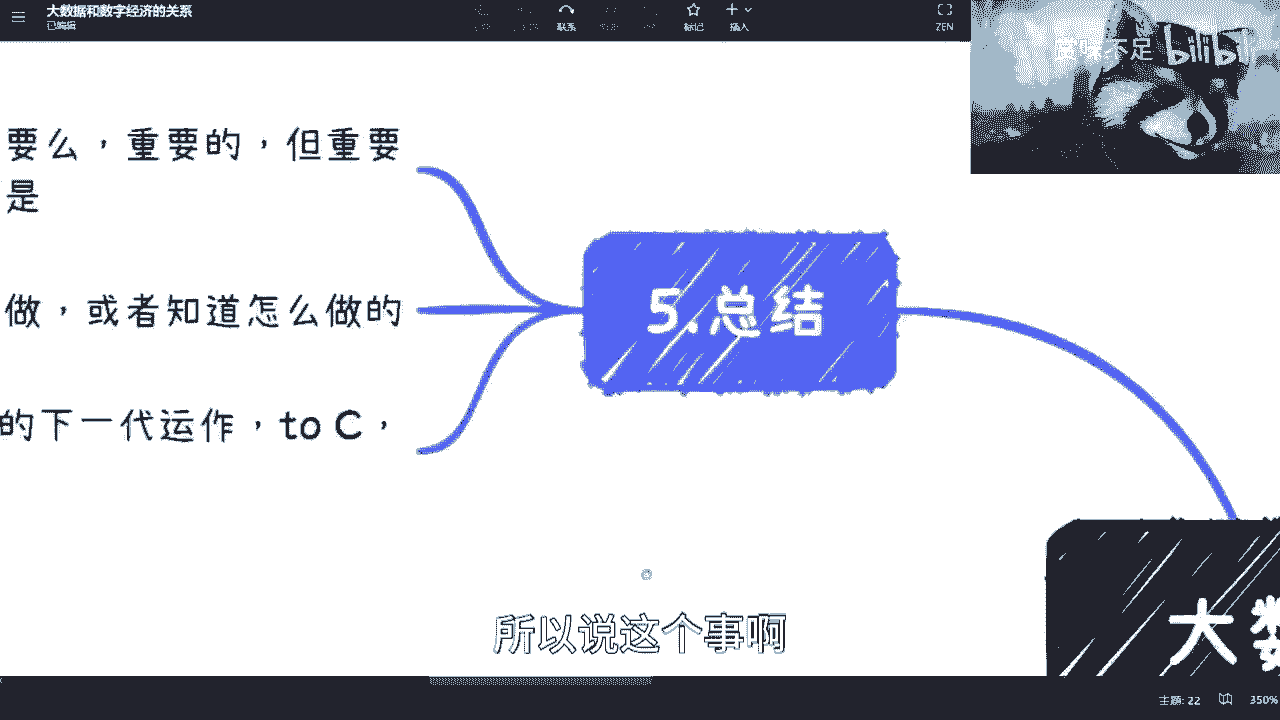 大数据和数字经济的关系
已编辑
联系
标记
插入
ZEN
不足 bilibili
要么，重要的，但重要
是
做，或者知道怎么做的
的下一代运作，to C，
5.总结
大数
所以说这个事啊
主题: 22
350%